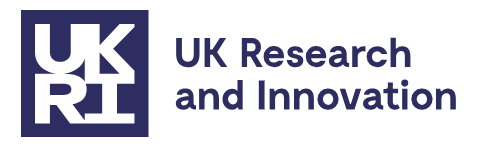 UK
RI
UK Research
and Innovation